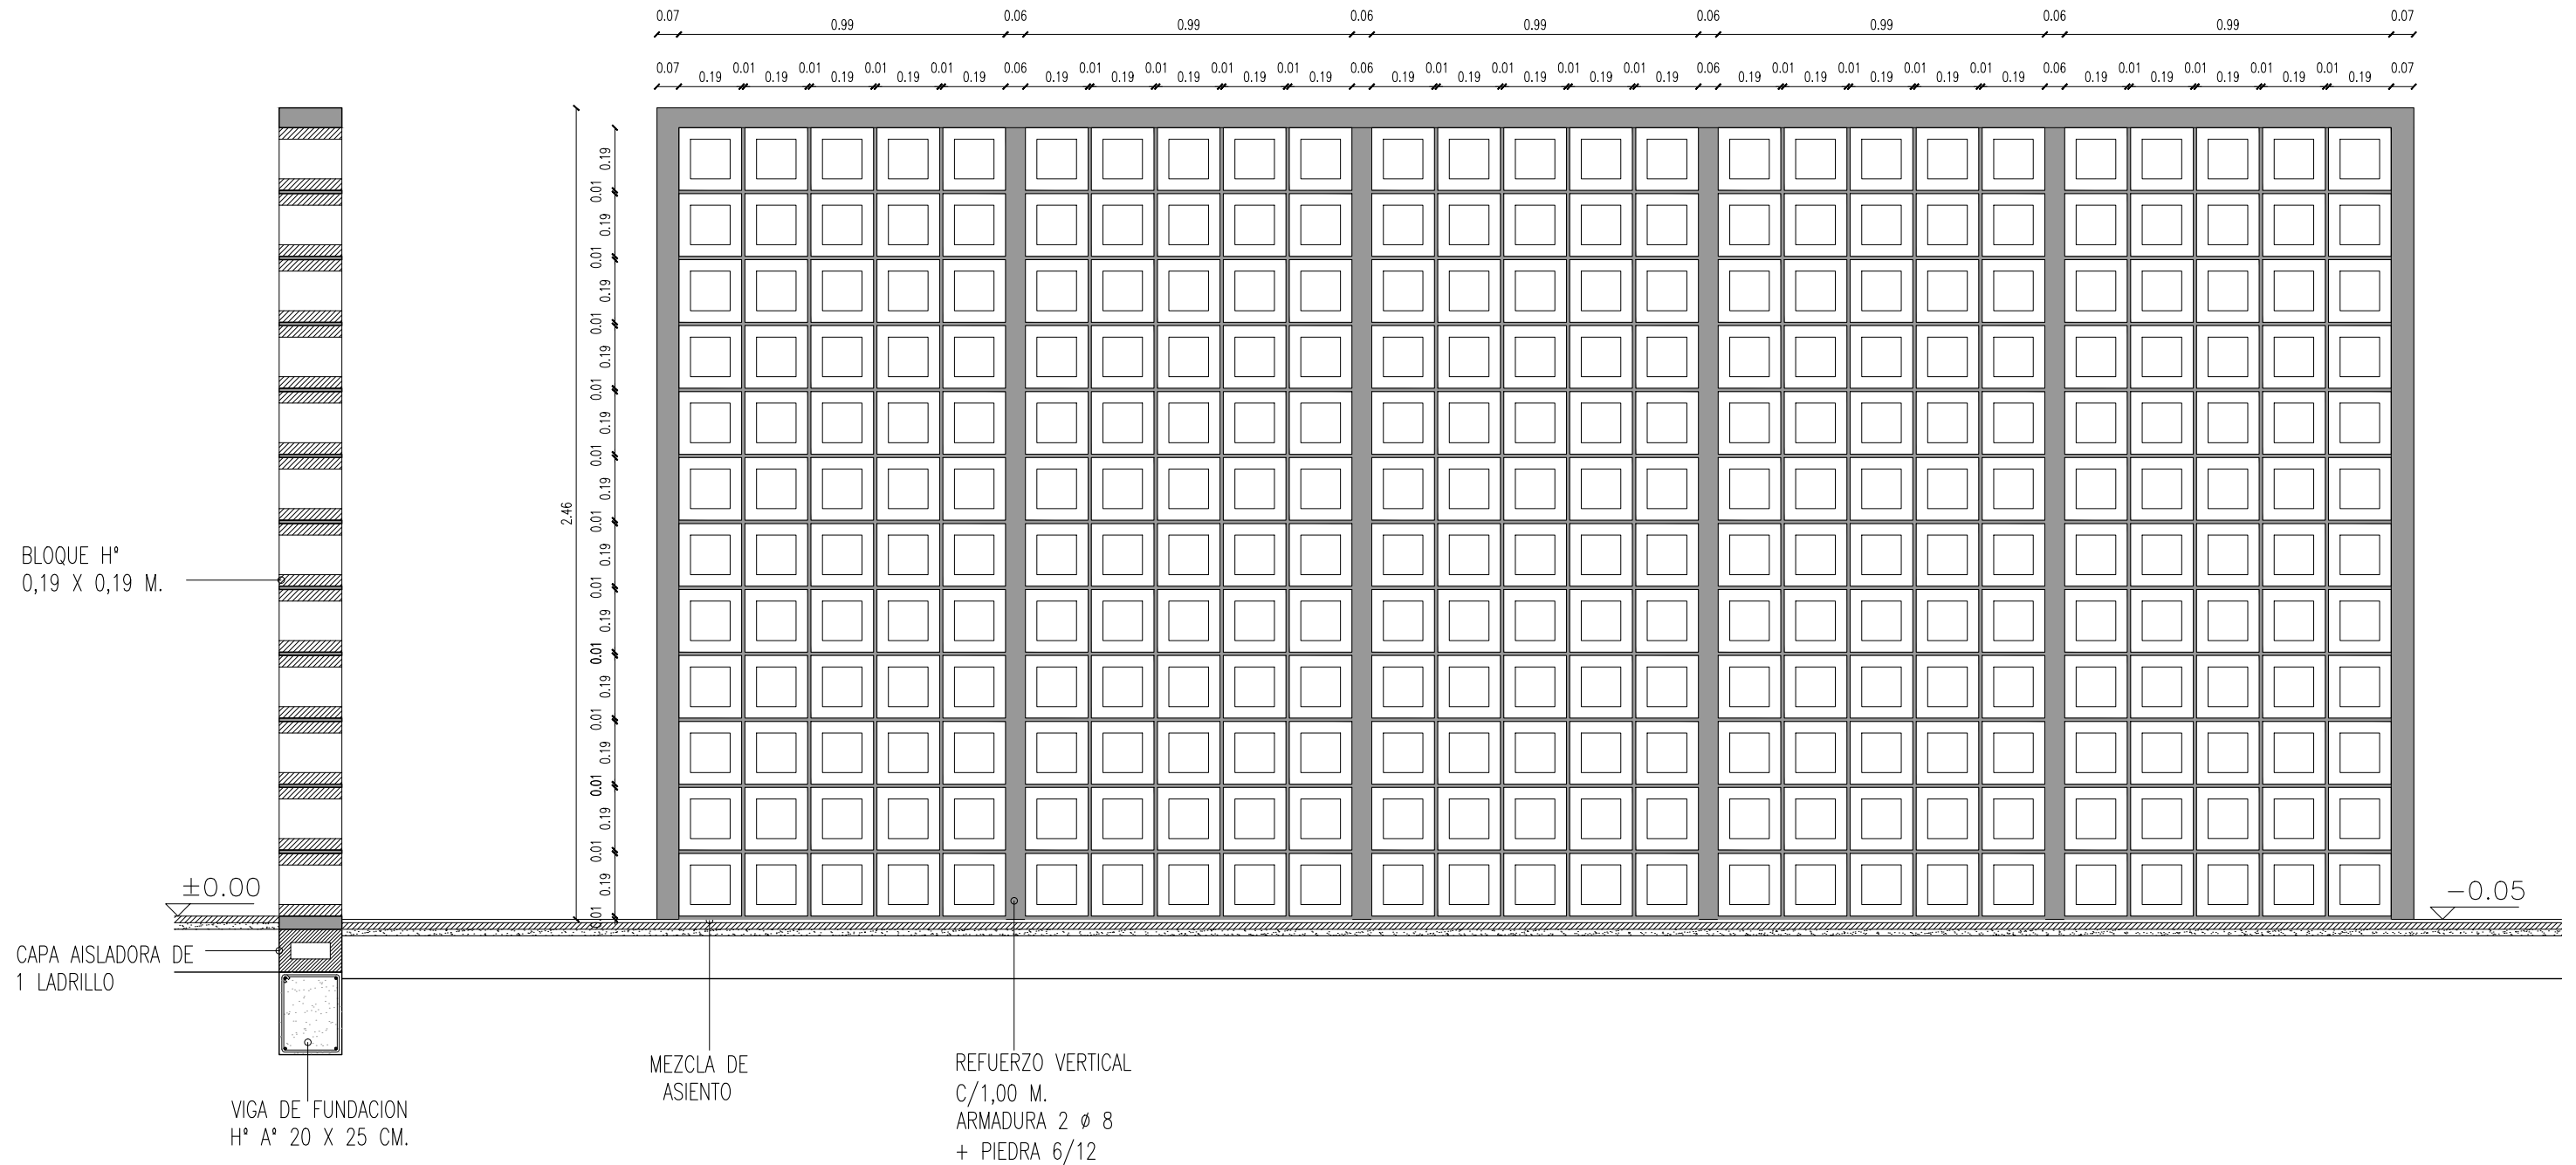 0.07 0.99 0.06 0.99 0.06 0.99 0.06 0.99 0.06 0.99 0.07
0.07 0.19 0.01 0.19 0.01 0.19 0.01 0.19 0.01 0.19 0.06 0.19 0.01 0.19 0.01 0.19 0.01 0.19 0.01 0.19 0.06 0.19 0.01 0.19 0.01 0.19 0.01 0.19 0.01 0.19 0.06 0.19 0.01 0.19 0.01 0.19 0.01 0.19 0.01 0.19 0.06 0.19 0.01 0.19 0.01 0.19 0.01 0.19 0.01 0.19 0.07
0.19
0.01
0.19
0.01
0.19
0.01
0.19
0.01
0.19
0.01
0.19
0.01
0.19
0.01
0.19
0.01
0.19
0.01
0.19
0.01
0.19
0.01
0.19
0.01
2.46
BLOQUE Hº
0,19 X 0,19 M.
±0.00
-0.05
CAPA AISLADORA DE
1 LADRILLO
VIGA DE FUNDACION
Hº Aº 20 X 25 CM.
MEZCLA DE
ASIENTO
REFUERZO VERTICAL
C/1,00 M.
ARMADURA 2 ø 8
+ PIEDRA 6/12